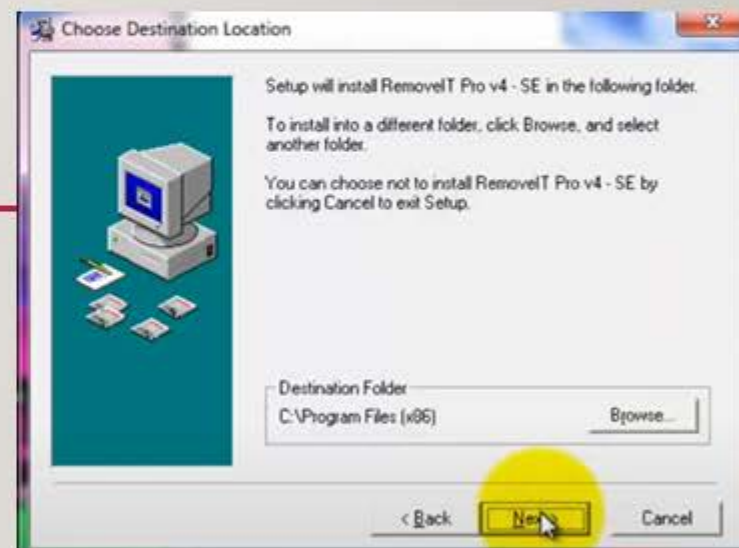 Choose Destination Location
Setup will install RemoveIT Pro v4 - SE in the following folder.
To install into a different folder, click Browse, and select
another folder.
You can choose not to install RemoveIT Pro v4 - SE by
clicking Cancel to exit Setup.
Destination Folder
C:\Program Files (x86)
Browse...
< Back
Next >
Cancel